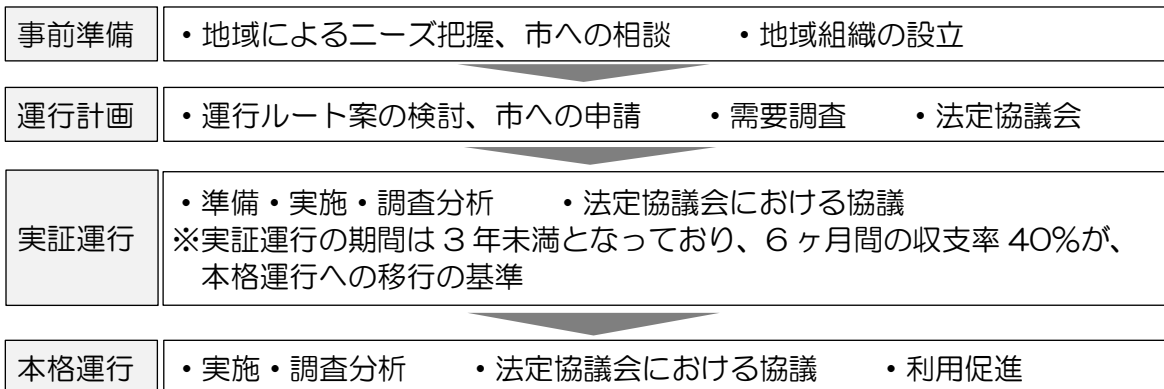 事前準備
・地域によるニーズ把握、市への相談　・地域組織の設立
運行計画
・運行ルート案の検討、市への申請　・需要調査　・法定協議会
実証運行
・準備・実施・調査分析　・法定協議会における協議
※実証運行の期間は3年未満となっており、6ヶ月間の収支率40%が、
本格運行への移行の基準
本格運行
・実施・調査分析　・法定協議会における協議　・利用促進